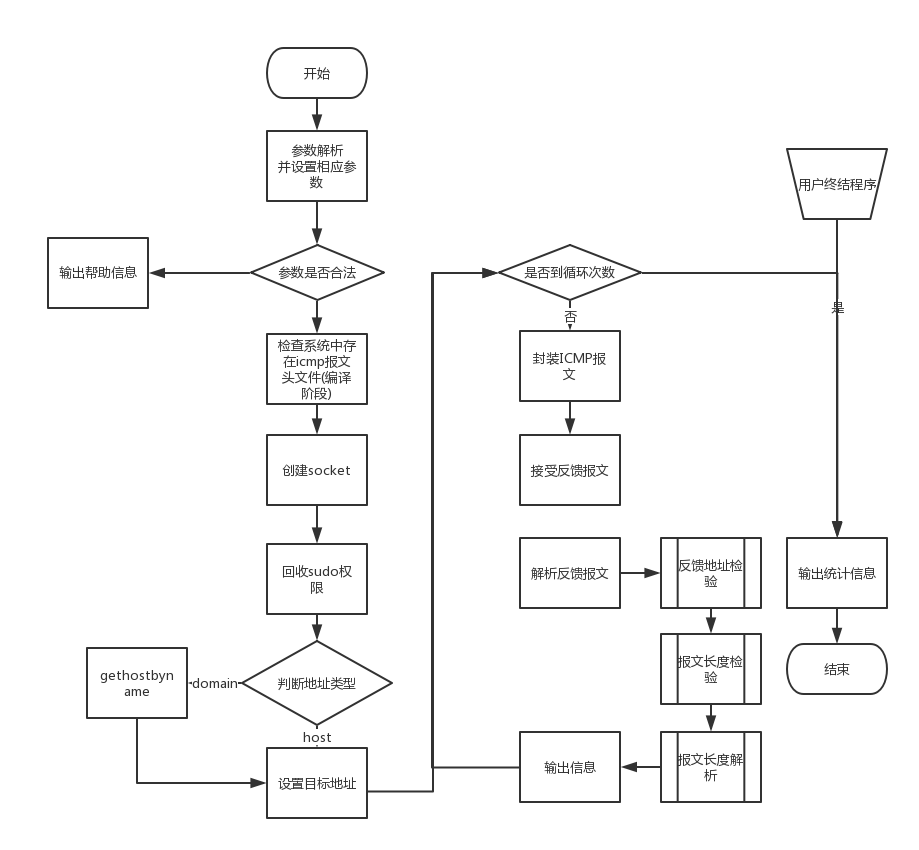 开始
参数解析
并设置相应参
数
参数是否合法
输出帮助信息
检查系统中存
在icmp报文
头文件(编译
阶段)
创建socket
回收sudo权
限
判断地址类型
domain
gethostbyn
ame
host
设置目标地址
是否到循环次数
否
封装ICMP报
文
接受反馈报文
解析反馈报文
反馈地址检
验
报文长度检
验
报文长度解
析
输出信息
用户终结程序
是
输出统计信息
结束